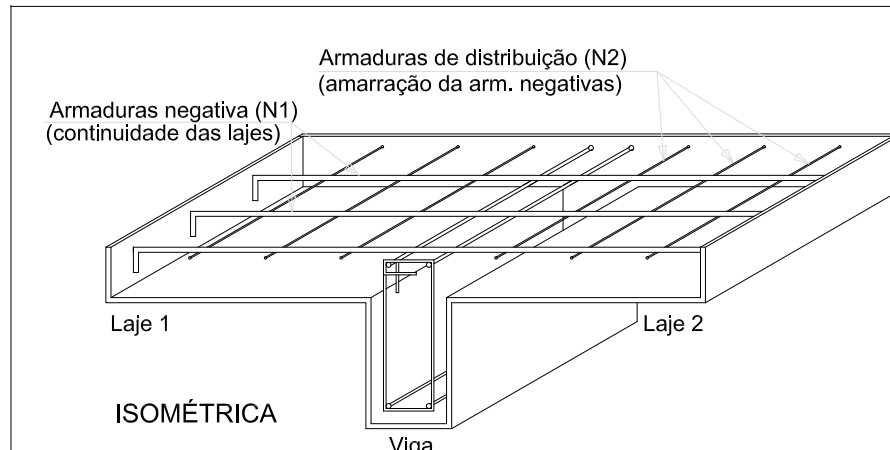 Armaduras de distribuição (N2)
(amarração da arm. negativas)
Armaduras negativa (N1)
(continuidade das lajes)
Laje 1
Laje 2
ISOMÉTRICA
Viga